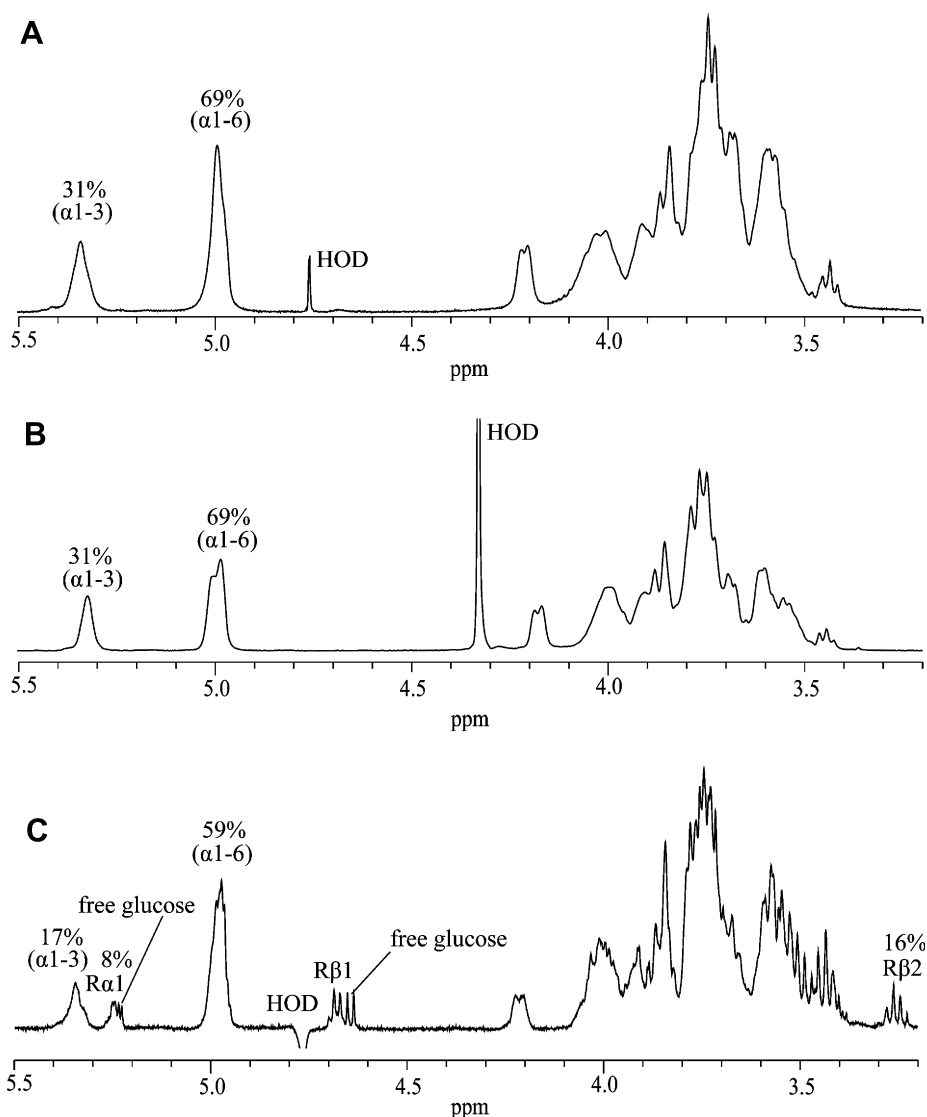 A
69%
(α1-6)
31%
(α1-3)
HOD
5.5 5.0 4.5 4.0 3.5
ppm
B
HOD
69%
(α1-6)
31%
(α1-3)
5.5 5.0 4.5 4.0 3.5
ppm
C
59%
(α1-6)
free glucose
17%
(α1-3)
8%
Rα1
HOD
Rβ1
free glucose
16%
Rβ2
5.5 5.0 4.5 4.0 3.5
ppm